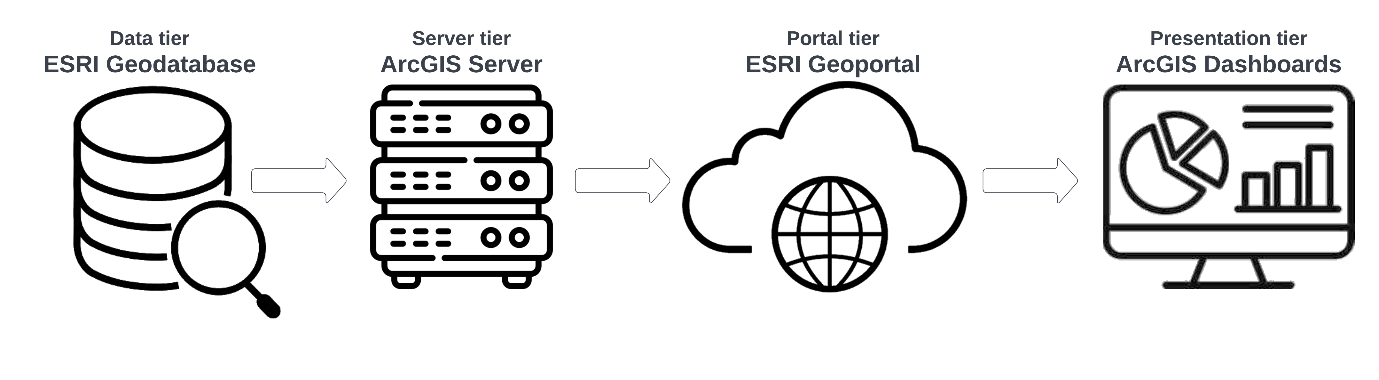 Data tier
ESRI Geodatabase
Server tier
ArcGIS Server
Portal tier
ESRI Geoportal
Presentation tier
ArcGIS Dashboards